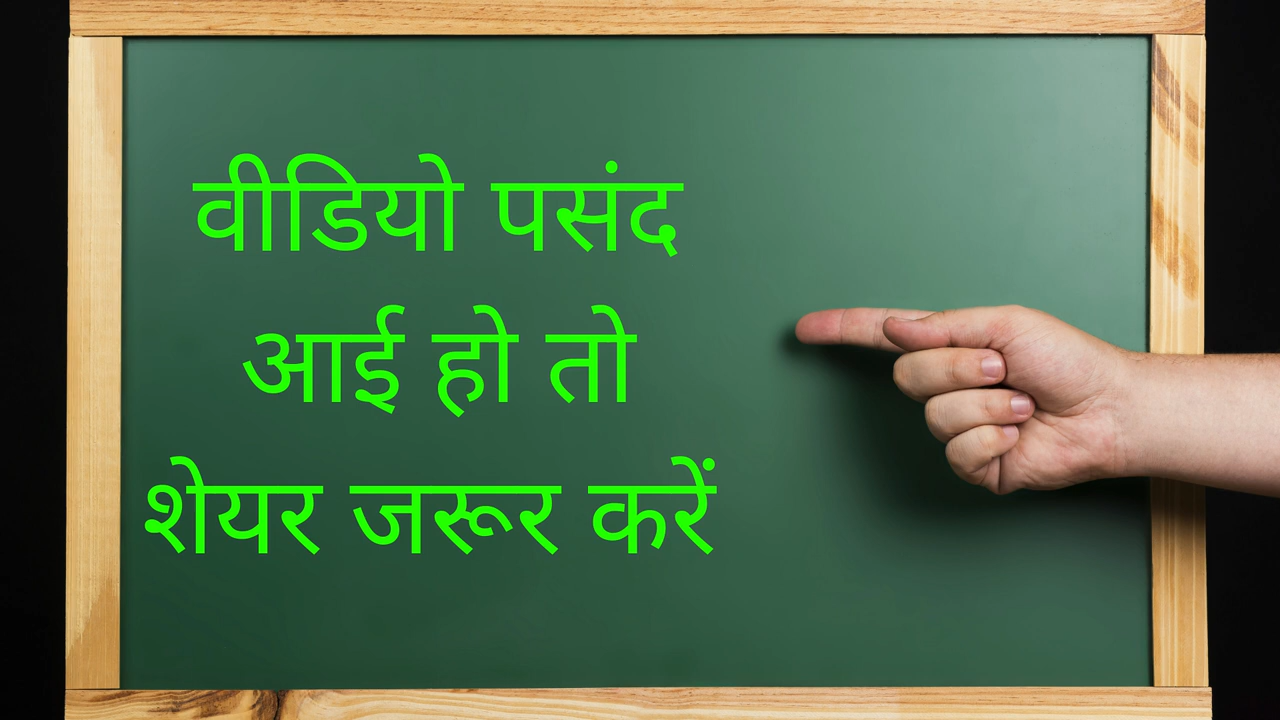 वीडियो पसंद
आई हो तो
शेयर जरूर करें